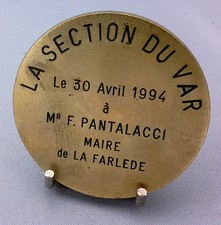 LA SECTION DU VAR
Le 30 Avril 1994
à
MR F. PANTALACCI
MAIRE
de LA FARLEDE